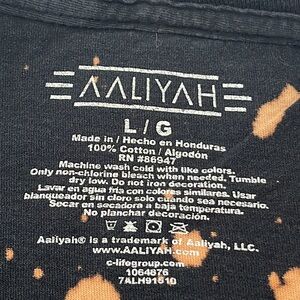 AALIYAH
L / G
Made in / Hecho en Honduras
100% Cotton / Algodón
RN #86947
Machine wash cold with like colors.
Only non-chlorine bleach when needed. Tumble
dry low. Do not iron decoration.
Lavar en agua fria con colores similares. Usar
blanqueador sin cloro solo cuando sea necesario.
Secar en secadora a baja temperatura.
No planchar decoración.
Aaliyah® is a trademark of Aaliyah, LLC.
www.AALIYAH.com
c-lifegroup.com
1064676
7ALH91510